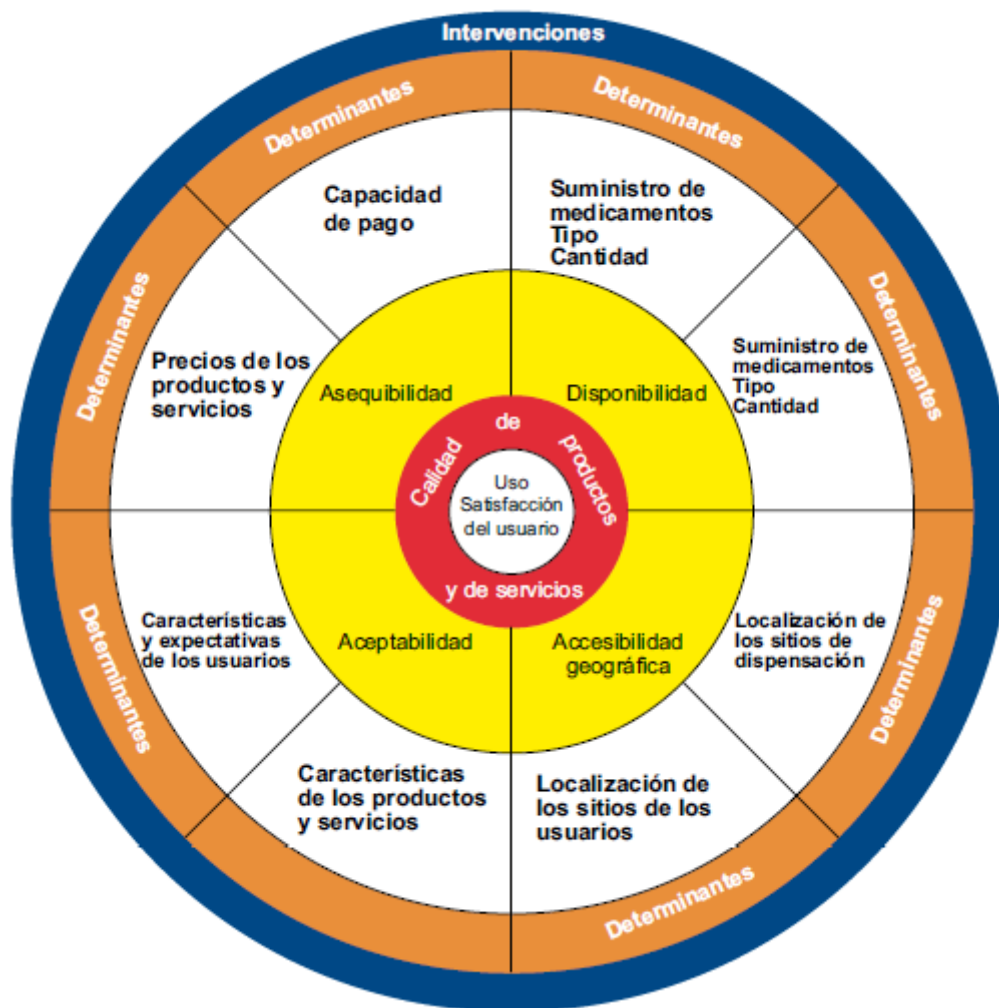 Intervenciones
Determinantes
Determinantes
Capacidad
de pago
Suministro de
medicamentos
Tipo
Cantidad
Determinantes
Determinantes
Precios de los
productos y
servicios
Suministro de
medicamentos
Tipo
Cantidad
Asequibilidad
Disponibilidad
Calidad de productos
y de servicios
Uso
Satisfacción
del usuario
Aceptabilidad
Accesibilidad
geográfica
Características
y expectativas
de los usuarios
Localización de
los sitios de
dispensación
Determinantes
Determinantes
Características
de los productos
y servicios
Localización de
los sitios de los
usuarios
Determinantes